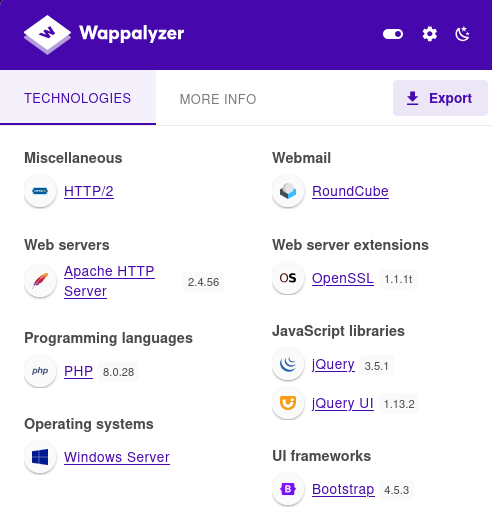 Wappalyzer
TECHNOLOGIES
MORE INFO
Export
Miscellaneous
HTTP/2
Web servers
Apache HTTP
Server
2.4.56
Programming languages
php
PHP
8.0.28
Operating systems
Windows Server
Webmail
RoundCube
Web server extensions
OS
OpenSSL
1.1.1t
JavaScript libraries
jQuery
3.5.1
jQuery UI
1.13.2
UI frameworks
B
Bootstrap
4.5.3